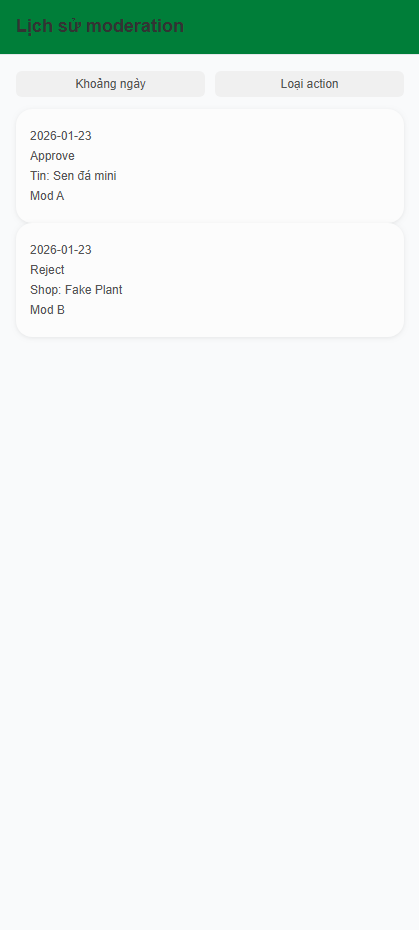 Lịch sử moderation
Khoảng ngày
Loại action
2026-01-23
Approve
Tin: Sen đá mini
Mod A
2026-01-23
Reject
Shop: Fake Plant
Mod B